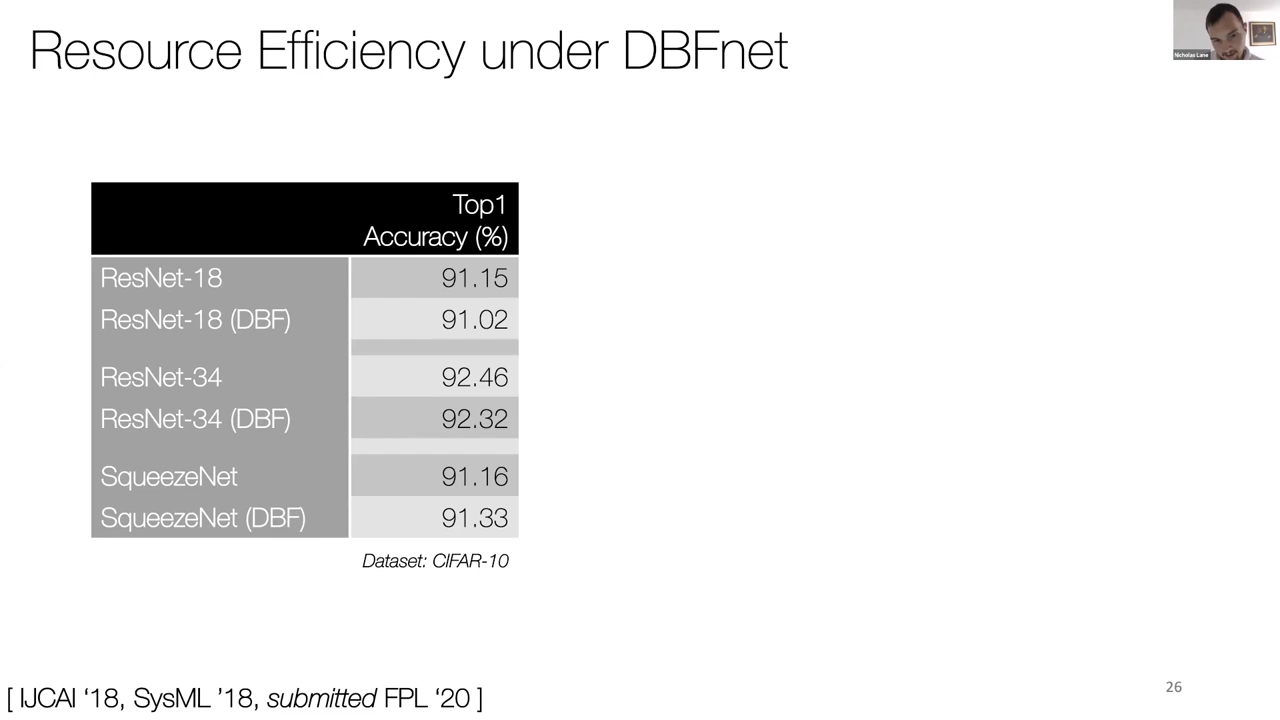 Resource Efficiency under DBFnet
Nicholas Lane
Top1
Accuracy (%)
ResNet-18 91.15
ResNet-18 (DBF) 91.02
ResNet-34 92.46
ResNet-34 (DBF) 92.32
SqueezeNet 91.16
SqueezeNet (DBF) 91.33
Dataset: CIFAR-10
[ IJCAI ‘18, SysML ’18, submitted FPL ‘20 ]
26